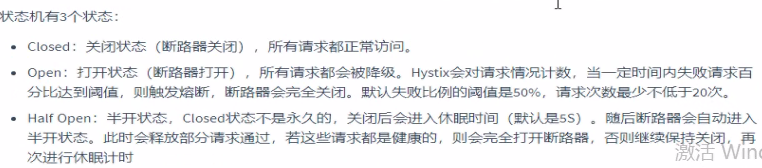 状态机有3个状态：
• Closed：关闭状态（断路器关闭），所有请求都正常访问。
• Open：打开状态（断路器打开），所有请求都会被降级。Hystix会对请求情况计数，当一定时间内失败请求百
分比达到阈值，则触发熔断，断路器会完全关闭。默认失败比例的阈值是50%，请求次数最少不低于20次。
• Half Open：半开状态，Closed状态不是永久的，关闭后会进入休眠时间（默认是5S）。随后断路器会自动进入
半开状态。此时会释放部分请求通过，若这些请求都是健康的，则会完全打开断路器，否则继续保持关闭，再
次进行休眠计时
激活 Wind